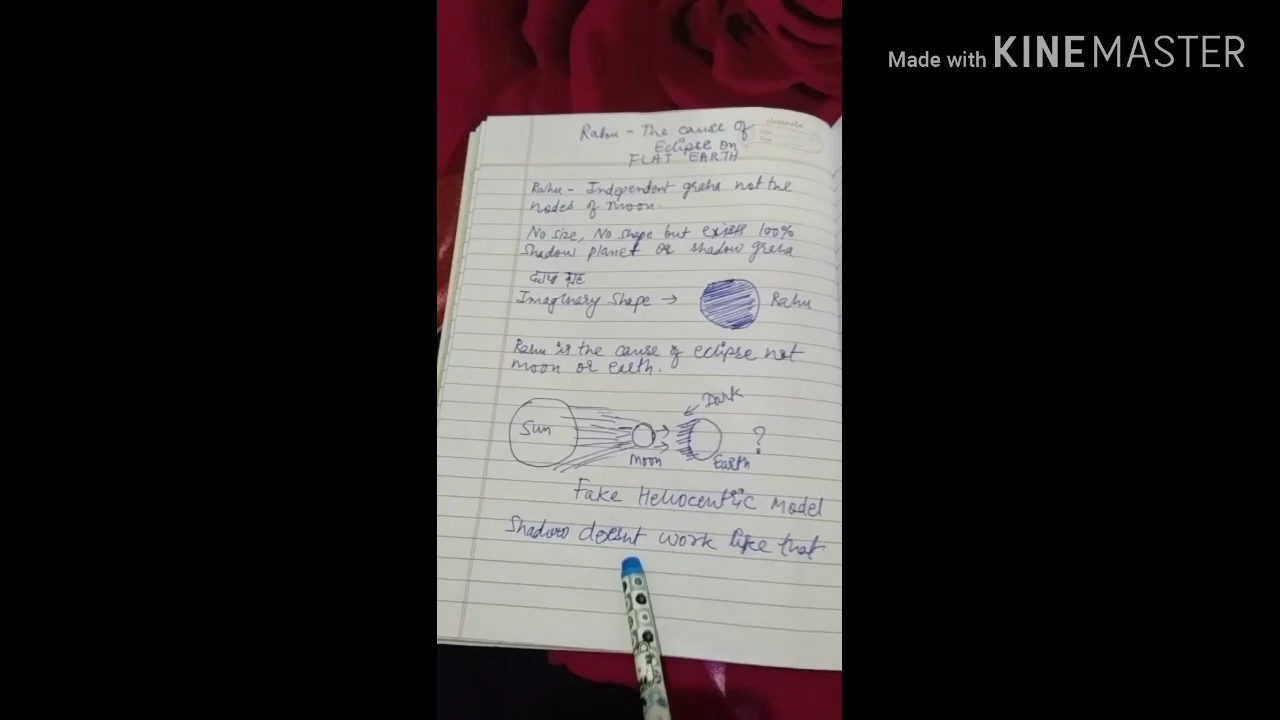 Made with KINEMASTER
Rahu - The cause of
Eclipse on
FLAT EARTH
Rahu - Independent graha not the
nodes of moon.
No size, No shape but exists 100%
Shadow planet or shadow graha
छाया ग्रह
Imaginary Shape → Rahu
Rahu is the cause of eclipse not
moon or earth.
Dark
Sun
?
Moon
Earth
Fake Heliocentric Model
Shadow doesnt work like that